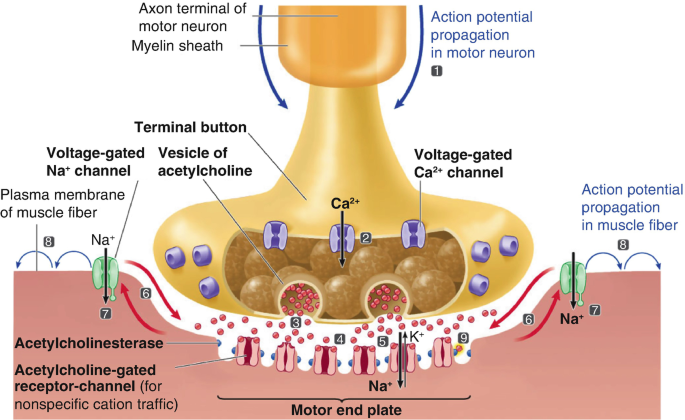 Axon terminal of
motor neuron
Myelin sheath
Action potential
propagation
in motor neuron
1
Terminal button
Voltage-gated
Na+ channel
Vesicle of
acetylcholine
Voltage-gated
Ca2+ channel
Plasma membrane
of muscle fiber
Action potential
propagation
in muscle fiber
Ca2+
2
8
Na+
8
6
7
3
4
5
K+
9
6
7
Na+
Acetylcholinesterase
Acetylcholine-gated
receptor-channel (for
nonspecific cation traffic)
Na+
Motor end plate